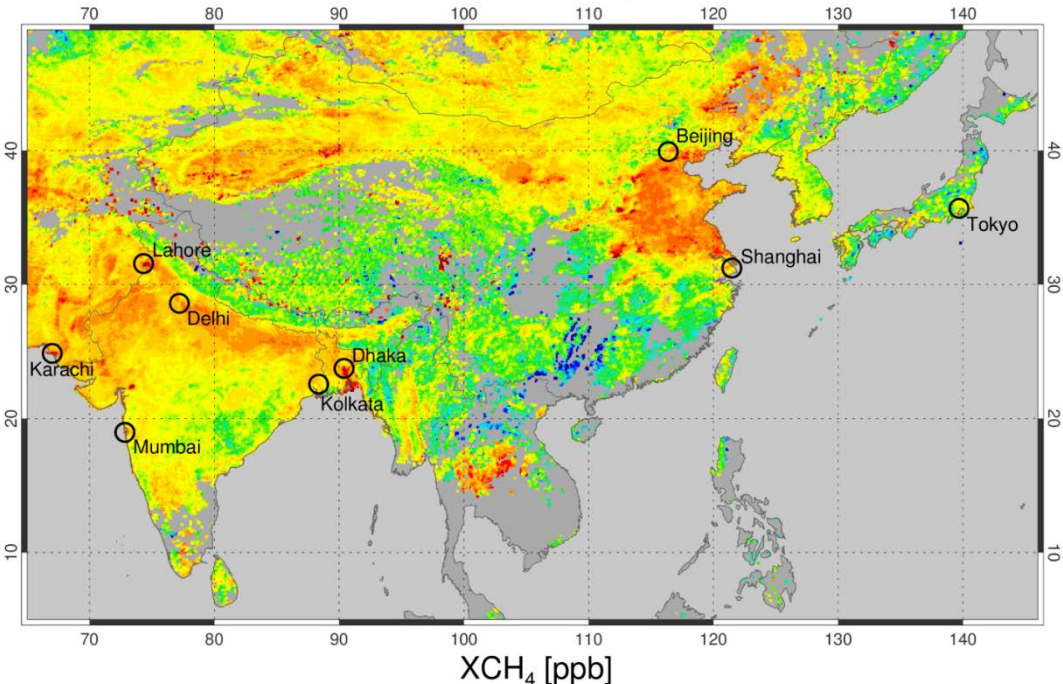 70 80 90 100 110 120 130 140
40 Beijing 40
Tokyo
Lahore Shanghai
30 30
Delhi
Karachi Dhaka
Kolkata
20 20
Mumbai
10 10
70 80 90 100 110 120 130 140
XCH₄ [ppb]